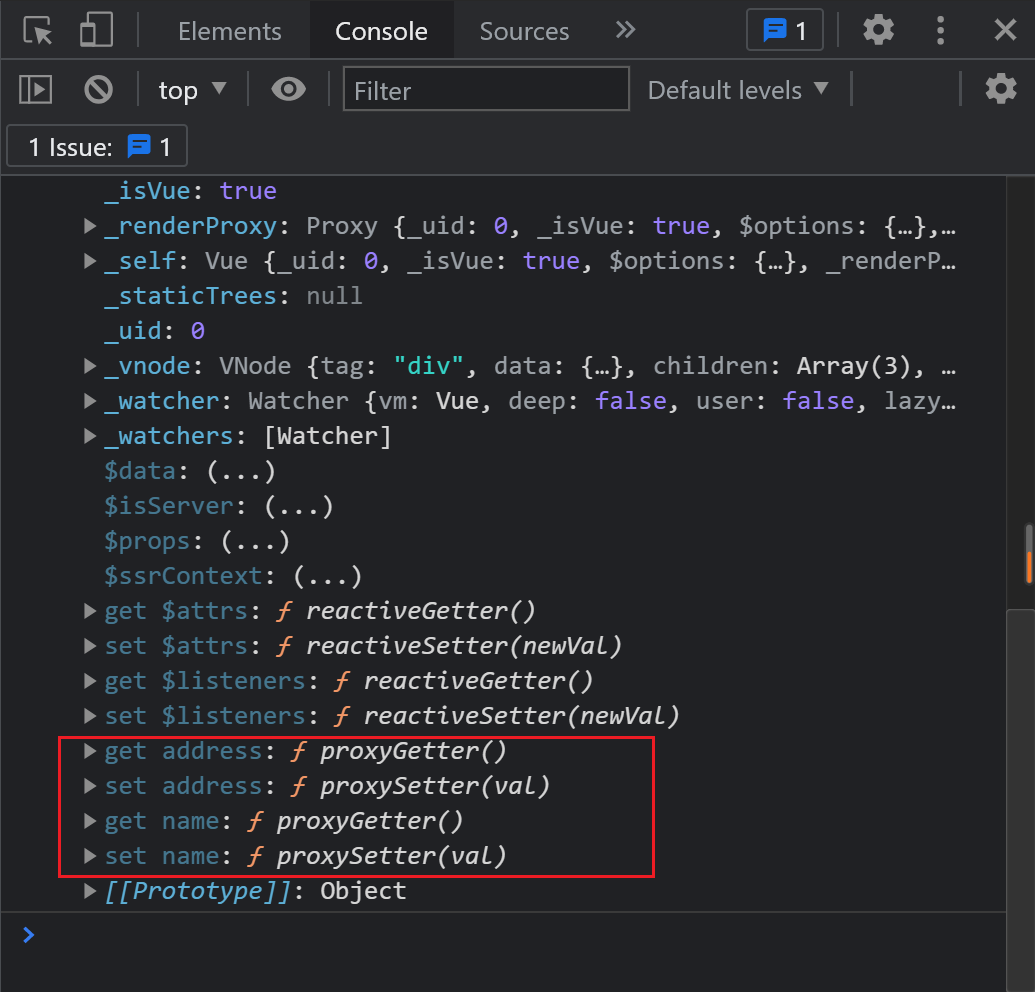 Elements Console Sources 1
top Filter Default levels
1 Issue: 1
_isVue: true
_renderProxy: Proxy {_uid: 0, _isVue: true, $options: {…},…
_self: Vue {_uid: 0, _isVue: true, $options: {…}, _renderP…
_staticTrees: null
_uid: 0
_vnode: VNode {tag: "div", data: {…}, children: Array(3), …
_watcher: Watcher {vm: Vue, deep: false, user: false, lazy…
_watchers: [Watcher]
$data: (...)
$isServer: (...)
$props: (...)
$ssrContext: (...)
get $attrs: ƒ reactiveGetter()
set $attrs: ƒ reactiveSetter(newVal)
get $listeners: ƒ reactiveGetter()
set $listeners: ƒ reactiveSetter(newVal)
get address: ƒ proxyGetter()
set address: ƒ proxySetter(val)
get name: ƒ proxyGetter()
set name: ƒ proxySetter(val)
[[Prototype]]: Object